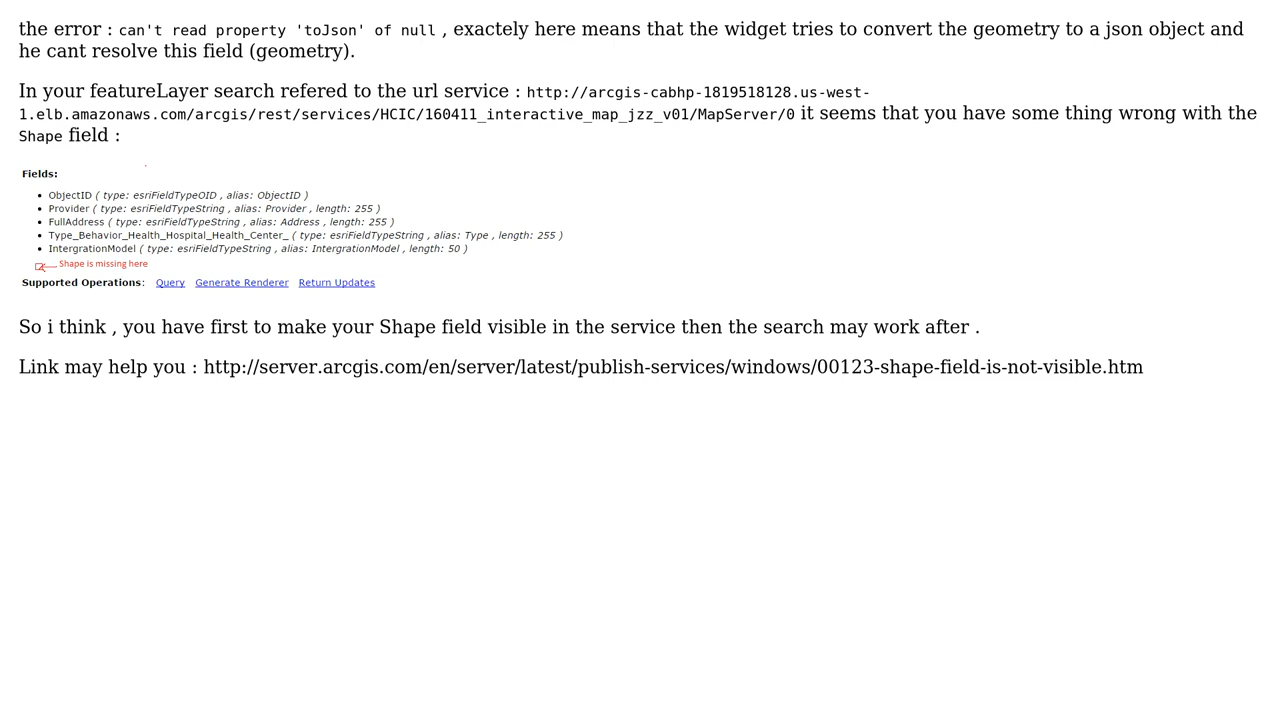 the error : can't read property 'toJson' of null , exactely here means that the widget tries to convert the geometry to a json object and
he cant resolve this field (geometry).
In your featureLayer search refered to the url service : http://arcgis-cabhp-1819518128.us-west-
1.elb.amazonaws.com/arcgis/rest/services/HCIC/160411_interactive_map_jzz_v01/MapServer/0 it seems that you have some thing wrong with the
Shape field :
Fields:
• ObjectID ( type: esriFieldTypeOID , alias: ObjectID )
• Provider ( type: esriFieldTypeString , alias: Provider , length: 255 )
• FullAddress ( type: esriFieldTypeString , alias: Address , length: 255 )
• Type_Behavior_Health_Hospital_Health_Center_ ( type: esriFieldTypeString , alias: Type , length: 255 )
• IntergrationModel ( type: esriFieldTypeString , alias: IntergrationModel , length: 50 )
Shape is missing here
Supported Operations: Query Generate Renderer Return Updates
So i think , you have first to make your Shape field visible in the service then the search may work after .
Link may help you : http://server.arcgis.com/en/server/latest/publish-services/windows/00123-shape-field-is-not-visible.htm